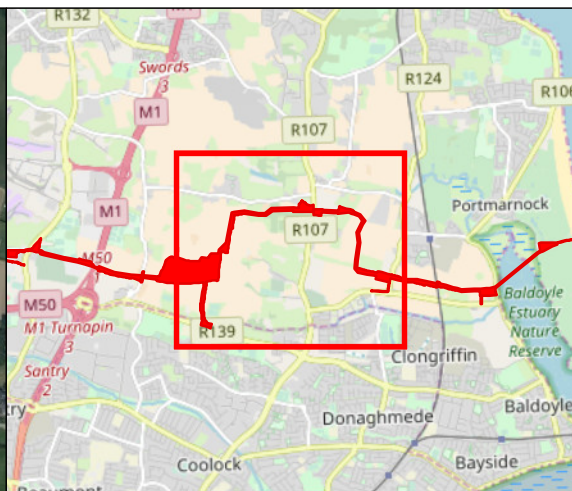 R132
Swords
3
M1
R124
R106
R107
M1
Portmarnock
R107
M50
M50
M1 Turnapin
3
R139
Baldoyle
Estuary
Nature
Reserve
Santry
2
Clongriffin
Donaghmede
Baldoyle
Coolock
Bayside